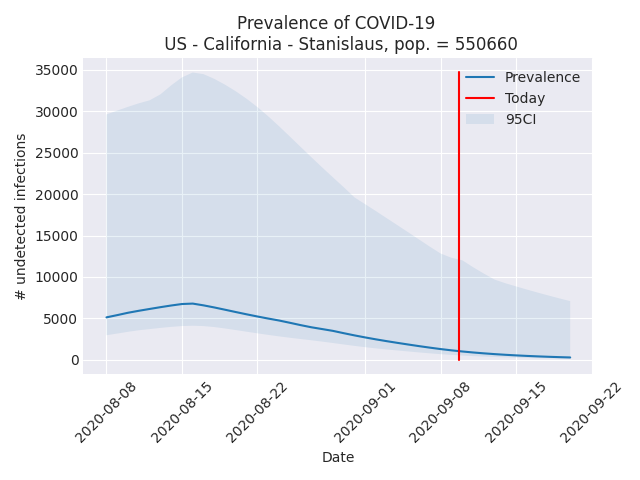 Prevalence of COVID-19
US - California - Stanislaus, pop. = 550660
35000
30000
25000
20000
15000
10000
5000
0
# undetected infections
Prevalence
Today
95CI
2020-08-08
2020-08-15
2020-08-22
2020-09-01
2020-09-08
2020-09-15
2020-09-22
Date